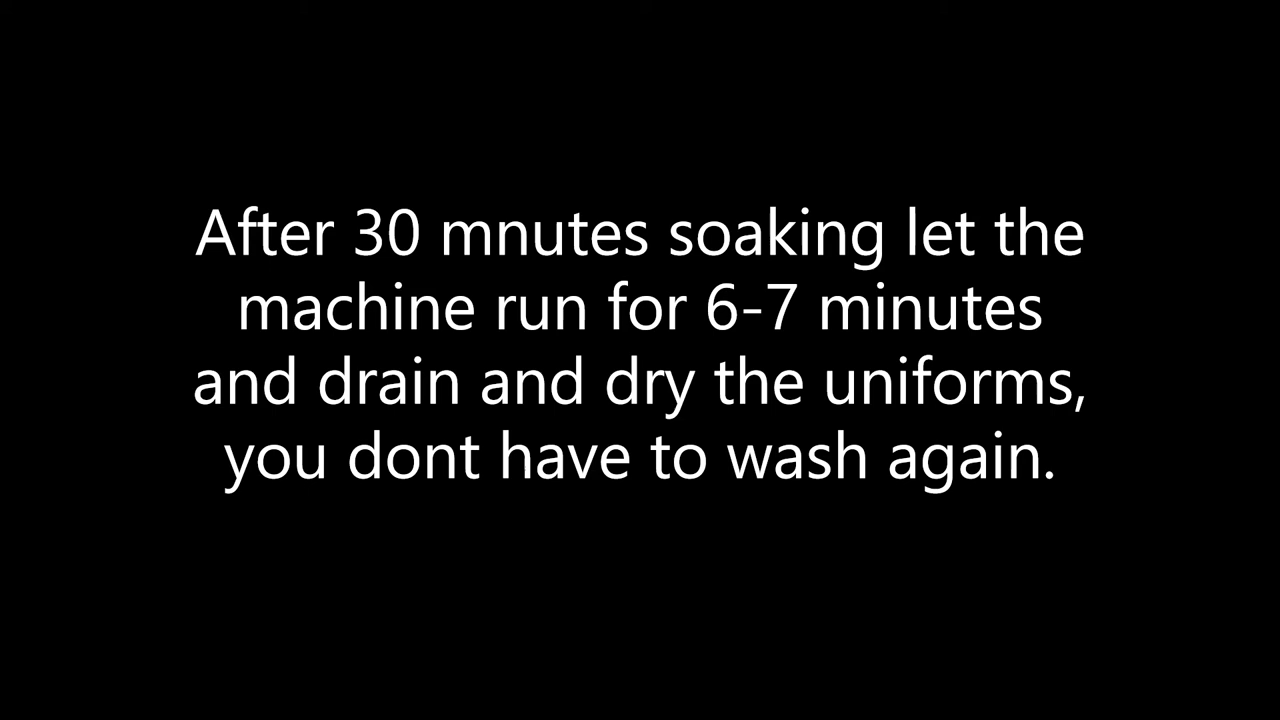 After 30 mnutes soaking let the
machine run for 6-7 minutes
and drain and dry the uniforms,
you dont have to wash again.